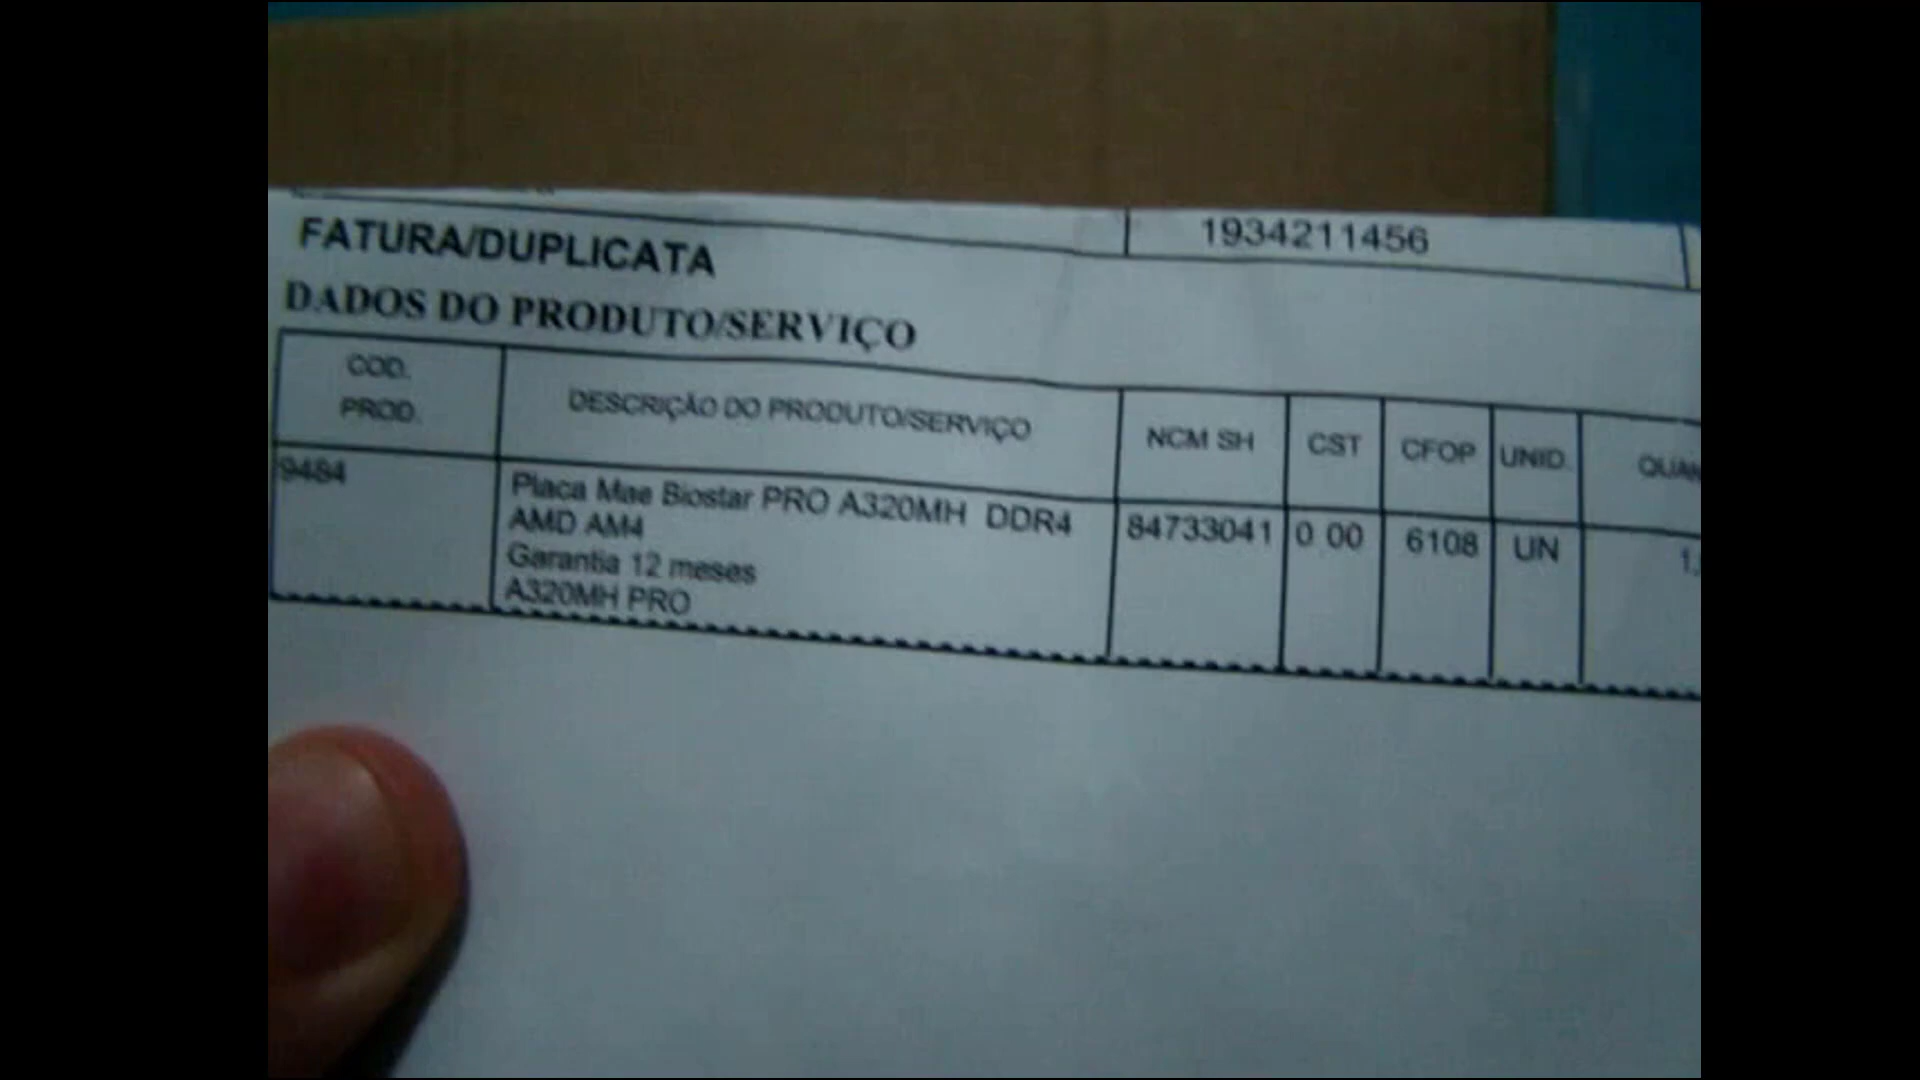 1934211456
FATURA/DUPLICATA
DADOS DO PRODUTO/SERVIÇO
COD. PROD.
DESCRIÇÃO DO PRODUTO/SERVIÇO
NCM SH
CST
CFOP
UNID.
9484
Placa Mae Biostar PRO A320MH DDR4
AMD AM4
Garantia 12 meses
A320MH PRO
84733041
0 00
6108
UN